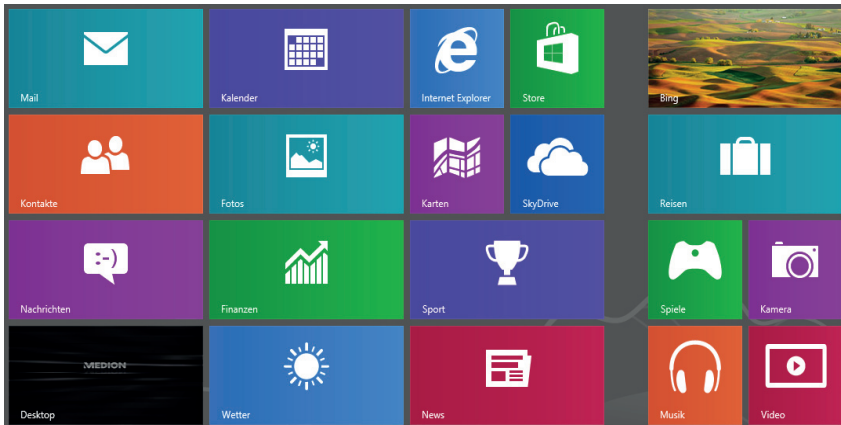 Mail
Kalender
Internet Explorer
Store
Bing
Kontakte
Fotos
Karten
SkyDrive
Reisen
:-)
Nachrichten
Finanzen
Sport
Spiele
Kamera
MEDION
Desktop
Wetter
News
Musik
Video